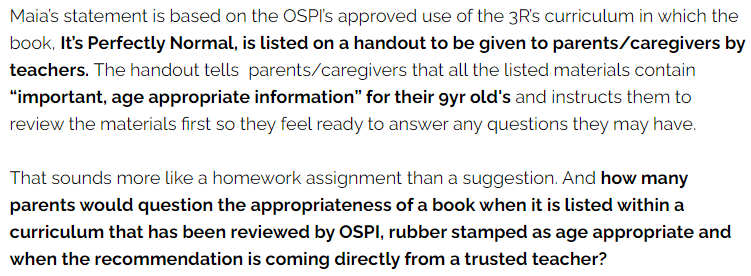 Maia's statement is based on the OSPI's approved use of the 3R's curriculum in which the
book, It's Perfectly Normal, is listed on a handout to be given to parents/caregivers by
teachers. The handout tells  parents/caregivers that all the listed materials contain
"important, age appropriate information" for their 9yr old's and instructs them to
review the materials first so they feel ready to answer any questions they may have.

That sounds more like a homework assignment than a suggestion. And how many
parents would question the appropriateness of a book when it is listed within a
curriculum that has been reviewed by OSPI, rubber stamped as age appropriate and
when the recommendation is coming directly from a trusted teacher?